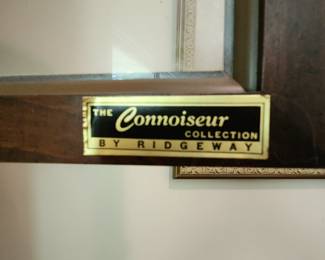 THE Connoiseur
COLLECTION
BY RIDGEWAY